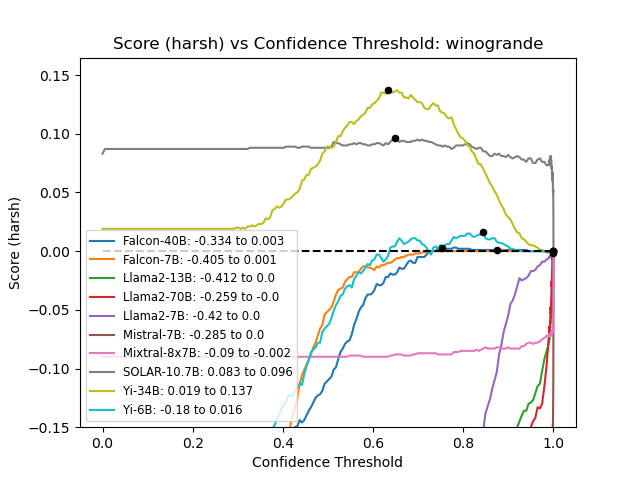 Score (harsh) vs Confidence Threshold: winogrande
0.15
0.10
0.05
0.00
−0.05
−0.10
−0.15
Score (harsh)
Falcon-40B: -0.334 to 0.003
Falcon-7B: -0.405 to 0.001
Llama2-13B: -0.412 to 0.0
Llama2-70B: -0.259 to -0.0
Llama2-7B: -0.42 to 0.0
Mistral-7B: -0.285 to 0.0
Mixtral-8x7B: -0.09 to -0.002
SOLAR-10.7B: 0.083 to 0.096
Yi-34B: 0.019 to 0.137
Yi-6B: -0.18 to 0.016
0.0 0.2 0.4 0.6 0.8 1.0
Confidence Threshold